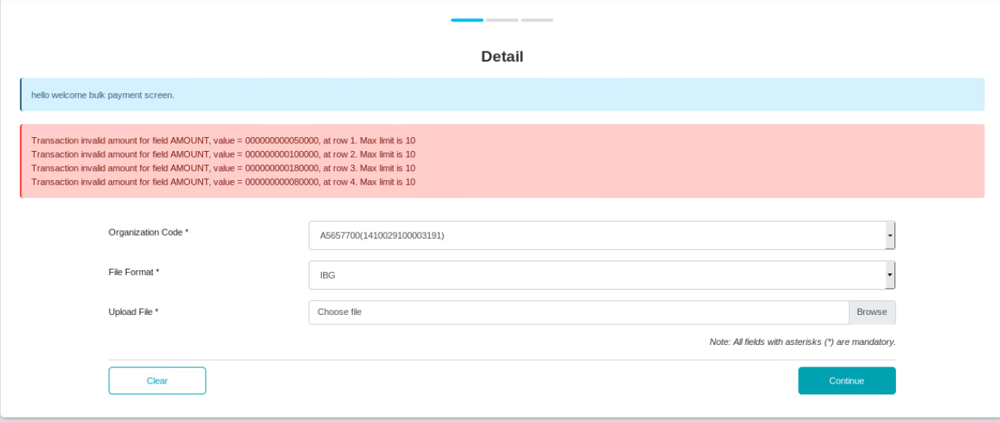 Detail
hello welcome bulk payment screen.
Transaction invalid amount for field AMOUNT, value = 000000000050000, at row 1. Max limit is 10
Transaction invalid amount for field AMOUNT, value = 000000000100000, at row 2. Max limit is 10
Transaction invalid amount for field AMOUNT, value = 000000000180000, at row 3. Max limit is 10
Transaction invalid amount for field AMOUNT, value = 000000000080000, at row 4. Max limit is 10
Organization Code *
A5657700(1410029100003191)
File Format *
IBG
Upload File *
Choose file
Browse
Note: All fields with asterisks (*) are mandatory.
Clear
Continue